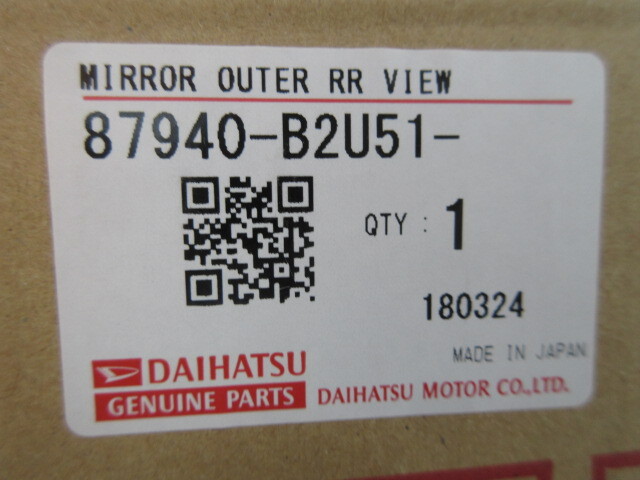 MIRROR OUTER RR VIEW
87940-B2U51-
QTY : 1
180324
MADE IN JAPAN
DAIHATSU
GENUINE PARTS
DAIHATSU MOTOR CO.,LTD.